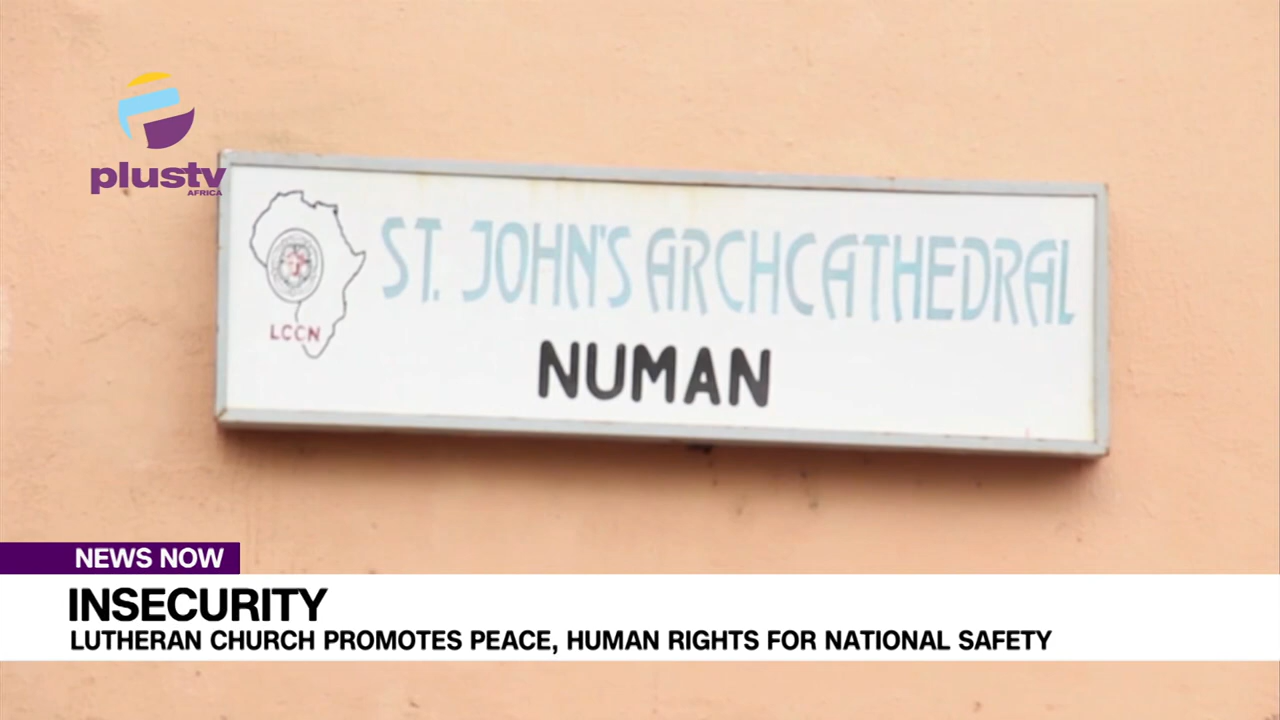 plustv
AFRICA
ST. JOHN'S ARCHCATHEDRAL
LCCN
NUMAN
NEWS NOW
INSECURITY
LUTHERAN CHURCH PROMOTES PEACE, HUMAN RIGHTS FOR NATIONAL SAFETY